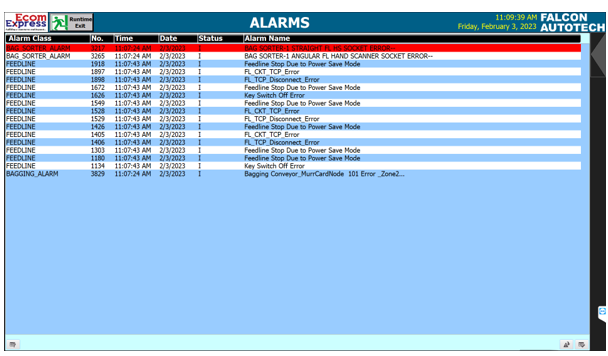 Ecom Express
Runtime Exit
ALARMS
11:09:39 AM
Friday, February 3, 2023
FALCON AUTOTECH
Alarm Class No. Time Date Status Alarm Name
BAG_SORTER_ALARM 3217 11:07:24 AM 2/3/2023 I BAG SORTER-1 STRAIGHT FL HS SOCKET ERROR--
BAG_SORTER_ALARM 3265 11:07:24 AM 2/3/2023 I BAG SORTER-1 ANGULAR FL HAND SCANNER SOCKET ERROR--
FEEDLINE 1918 11:07:43 AM 2/3/2023 I Feedline Stop Due to Power Save Mode
FEEDLINE 1897 11:07:43 AM 2/3/2023 I FL_CKT_TCP_Error
FEEDLINE 1898 11:07:43 AM 2/3/2023 I FL_TCP_Disconnect_Error
FEEDLINE 1672 11:07:43 AM 2/3/2023 I Feedline Stop Due to Power Save Mode
FEEDLINE 1626 11:07:43 AM 2/3/2023 I Key Switch Off Error
FEEDLINE 1549 11:07:43 AM 2/3/2023 I Feedline Stop Due to Power Save Mode
FEEDLINE 1528 11:07:43 AM 2/3/2023 I FL_CKT_TCP_Error
FEEDLINE 1529 11:07:43 AM 2/3/2023 I FL_TCP_Disconnect_Error
FEEDLINE 1426 11:07:43 AM 2/3/2023 I Feedline Stop Due to Power Save Mode
FEEDLINE 1405 11:07:43 AM 2/3/2023 I FL_CKT_TCP_Error
FEEDLINE 1406 11:07:43 AM 2/3/2023 I FL_TCP_Disconnect_Error
FEEDLINE 1303 11:07:43 AM 2/3/2023 I Feedline Stop Due to Power Save Mode
FEEDLINE 1180 11:07:43 AM 2/3/2023 I Feedline Stop Due to Power Save Mode
FEEDLINE 1134 11:07:43 AM 2/3/2023 I Key Switch Off Error
BAGGING_ALARM 3829 11:07:24 AM 2/3/2023 I Bagging Conveyor_MurrCardNode 101 Error _Zone2...